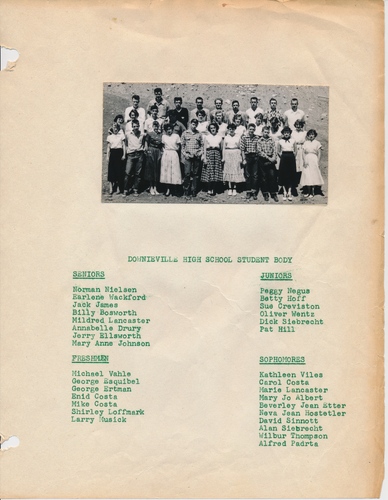 DOWNIEVILLE HIGH SCHOOL STUDENT BODY
SENIORS
Norman Nielsen
Earlene Wackford
Jack James
Billy Bosworth
Mildred Lancaster
Annabelle Drury
Jerry Ellsworth
Mary Anne Johnson
JUNIORS
Peggy Negus
Betty Hoff
Sue Creviston
Oliver Wentz
Dick Siebrecht
Pat Hill
FRESHMEN
Michael Vahle
George Esquibel
George Ertman
Enid Costa
Mike Costa
Shirley Loffmark
Larry Musick
SOPHOMORES
Kathleen Viles
Carol Costa
Marie Lancaster
Mary Jo Albert
Beverley Jean Etter
Neva Jean Hostetler
David Sinnott
Alan Siebrecht
Wilbur Thompson
Alfred Padrta